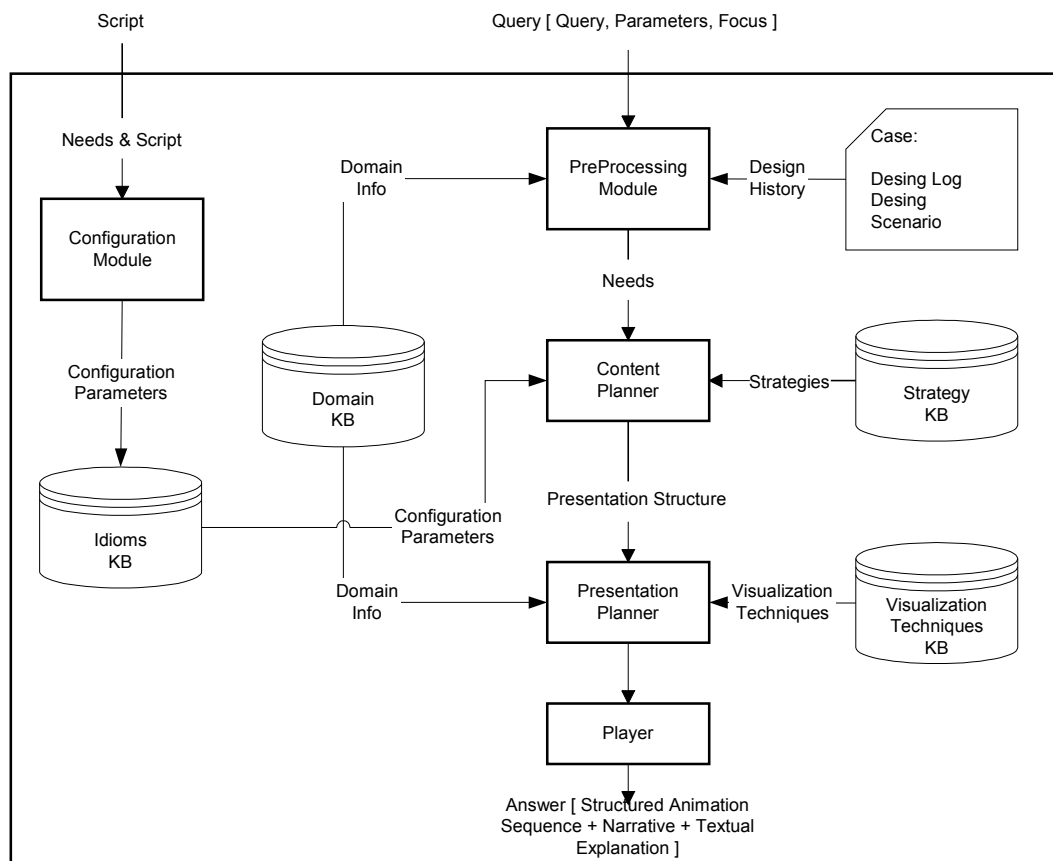 Script
Query [ Query, Parameters, Focus ]
Needs & Script
Domain
Info
PreProcessing
Module
Design
History
Case:
Desing Log
Desing
Scenario
Configuration
Module
Needs
Configuration
Parameters
Domain
KB
Content
Planner
Strategies
Strategy
KB
Presentation Structure
Idioms
KB
Configuration
Parameters
Domain
Info
Presentation
Planner
Visualization
Techniques
Visualization
Techniques
KB
Player
Answer [ Structured Animation
Sequence + Narrative + Textual
Explanation ]